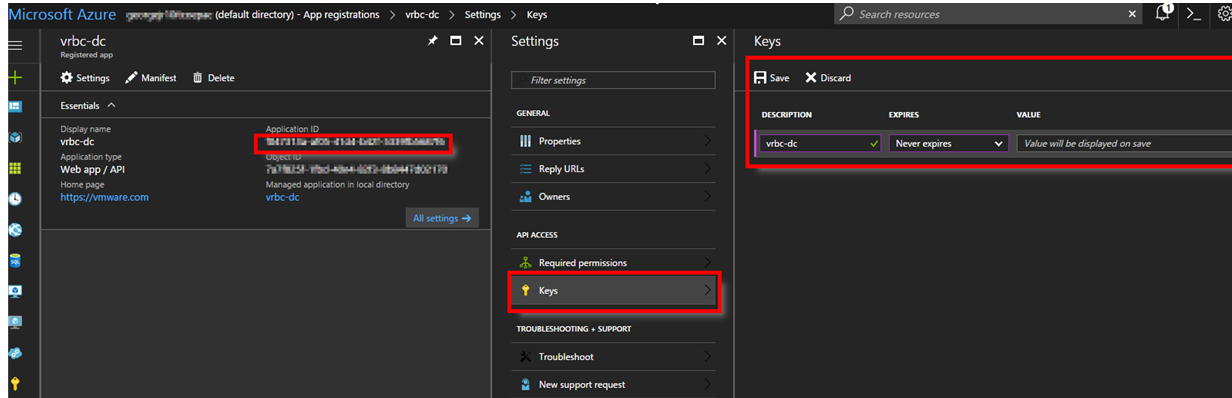 Microsoft Azure (default directory) - App registrations > vrbc-dc > Settings > Keys
Search resources
1
vrbc-dc
Registered app
Settings
Manifest
Delete
Essentials
Display name
vrbc-dc
Application type
Web app / API
Home page
https://vmware.com
Application ID
Object ID
Managed application in local directory
vrbc-dc
All settings
Settings
Filter settings
GENERAL
Properties
Reply URLs
Owners
API ACCESS
Required permissions
Keys
TROUBLESHOOTING + SUPPORT
Troubleshoot
New support request
Keys
Save
Discard
DESCRIPTION EXPIRES VALUE
vrbc-dc Never expires Value will be displayed on save